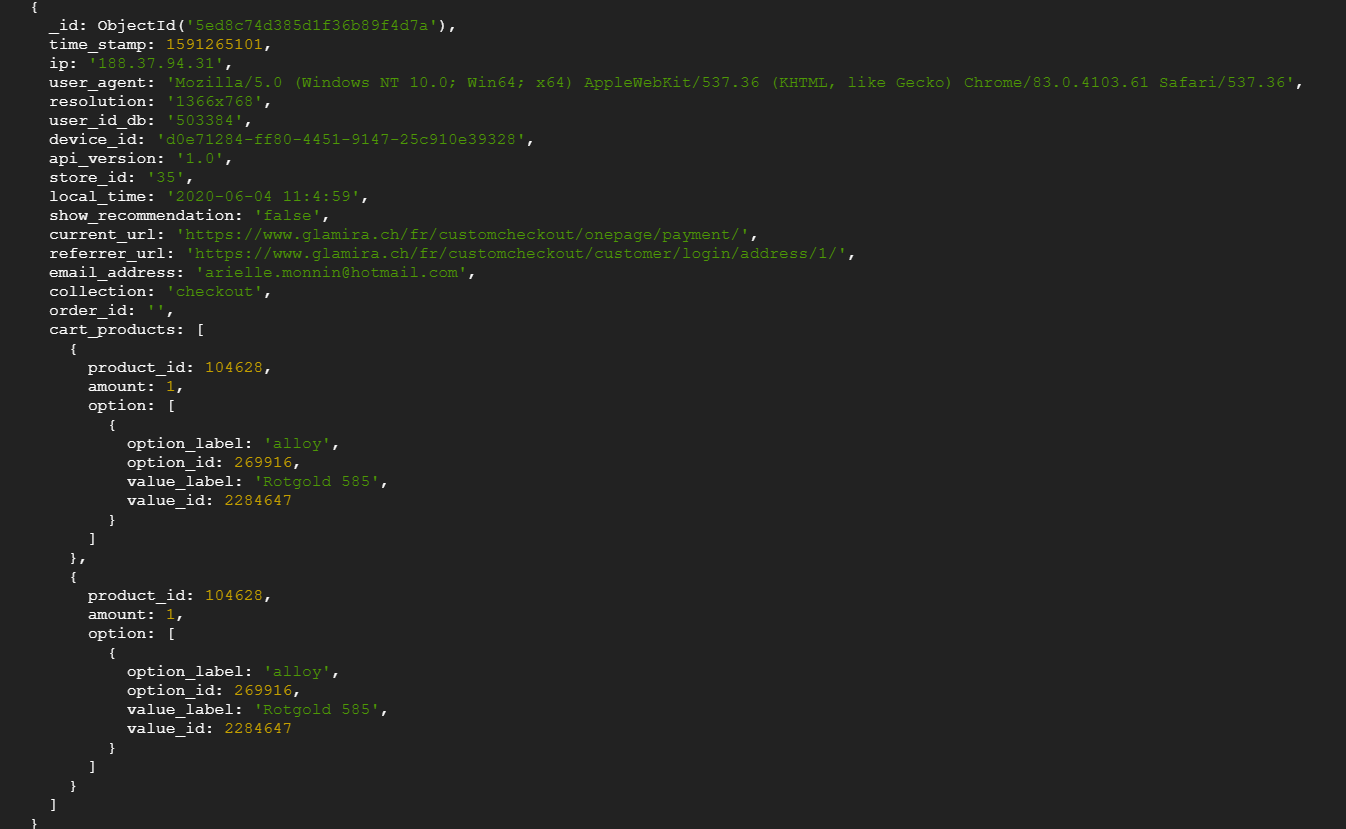 {
_id: ObjectId('5ed8c74d385d1f36b89f4d7a'),
time_stamp: 1591265101,
ip: '188.37.94.31',
user_agent: 'Mozilla/5.0 (Windows NT 10.0; Win64; x64) AppleWebKit/537.36 (KHTML, like Gecko) Chrome/83.0.4103.61 Safari/537.36',
resolution: '1366x768',
user_id_db: '503384',
device_id: 'd0e71284-ff80-4451-9147-25c910e39328',
api_version: '1.0',
store_id: '35',
local_time: '2020-06-04 11:4:59',
show_recommendation: 'false',
current_url: 'https://www.glamira.ch/fr/customcheckout/onepage/payment/',
referrer_url: 'https://www.glamira.ch/fr/customcheckout/customer/login/address/1/',
email_address: 'arielle.monnin@hotmail.com',
collection: 'checkout',
order_id: '',
cart_products: [
{
product_id: 104628,
amount: 1,
option: [
{
option_label: 'alloy',
option_id: 269916,
value_label: 'Rotgold 585',
value_id: 2284647
}
]
},
{
product_id: 104628,
amount: 1,
option: [
{
option_label: 'alloy',
option_id: 269916,
value_label: 'Rotgold 585',
value_id: 2284647
}
]
}
]
}